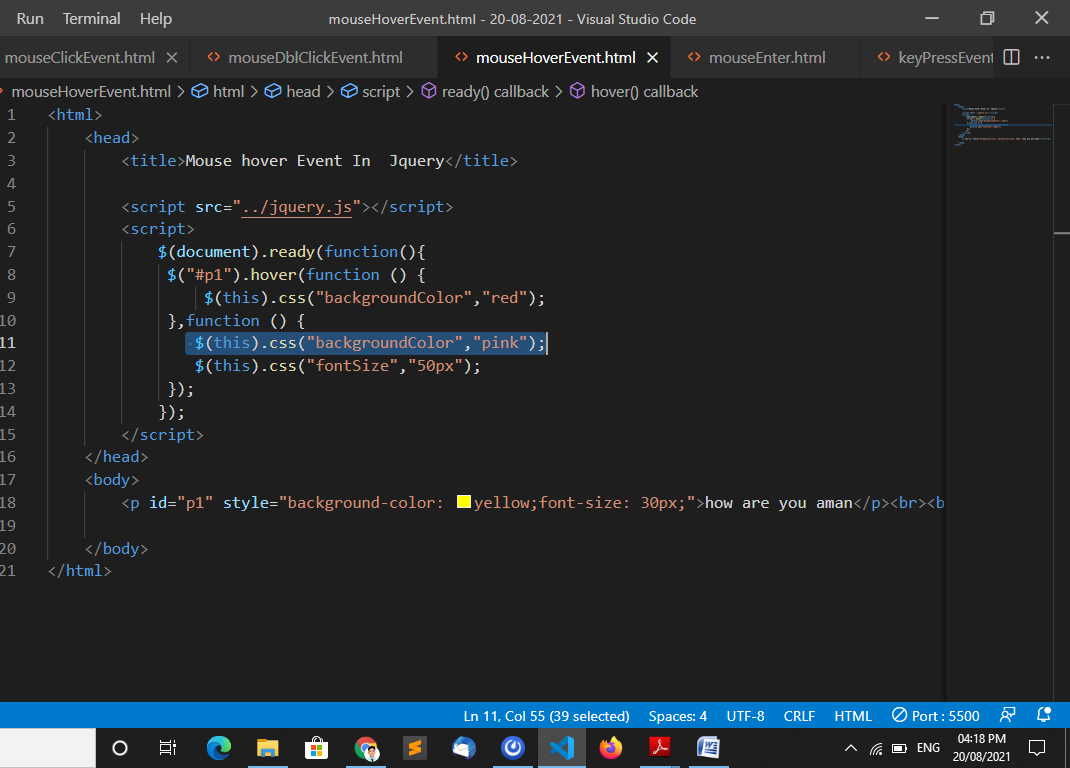 Run Terminal Help mouseHoverEvent.html - 20-08-2021 - Visual Studio Code
mouseClickEvent.html mouseDblClickEvent.html mouseHoverEvent.html mouseEnter.html keyPressEvent
mouseHoverEvent.html > html > head > script > ready() callback > hover() callback
1 <html>
2 <head>
3 <title>Mouse hover Event In  Jquery</title>
4
5 <script src="../jquery.js"></script>
6 <script>
7 $(document).ready(function(){
8 $("#p1").hover(function () {
9 $(this).css("backgroundColor","red");
10 },function () {
11 $(this).css("backgroundColor","pink");
12 $(this).css("fontSize","50px");
13 });
14 });
15 </script>
16 </head>
17 <body>
18 <p id="p1" style="background-color: yellow;font-size: 30px;">how are you aman</p><br><b
19
20 </body>
21 </html>
Ln 11, Col 55 (39 selected) Spaces: 4 UTF-8 CRLF HTML Port : 5500
ENG 04:18 PM
20/08/2021